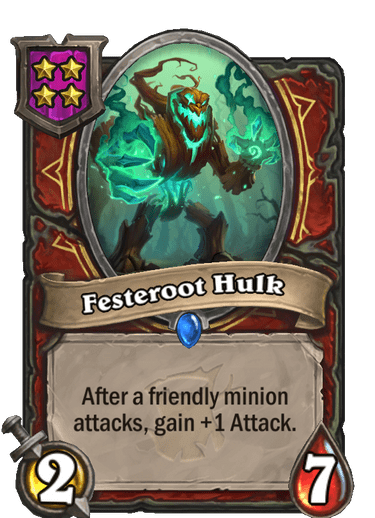 Festeroot Hulk
After a friendly minion
attacks, gain +1 Attack.
2
7